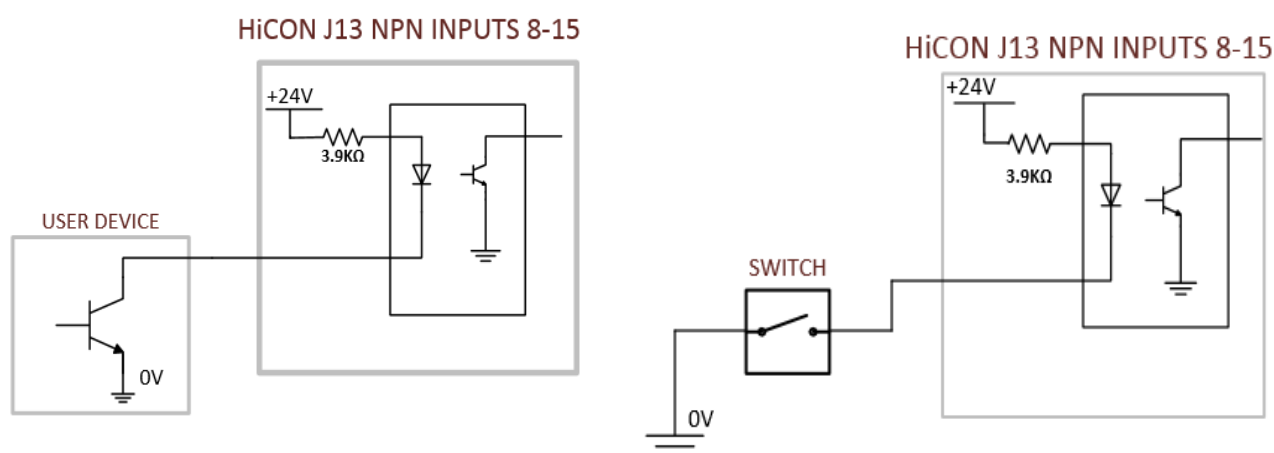 HiCON J13 NPN INPUTS 8-15
+24V
3.9KΩ
USER DEVICE
0V
HiCON J13 NPN INPUTS 8-15
+24V
3.9KΩ
SWITCH
0V